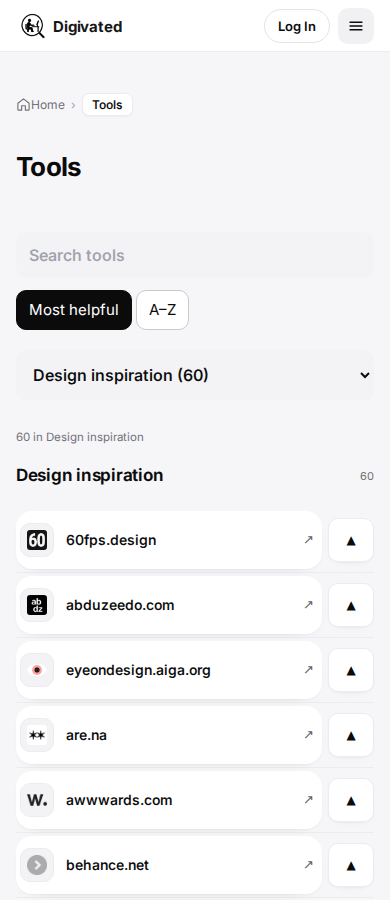 Digivated
Log In
Home › Tools
Tools
Search tools
Most helpful
A–Z
Design inspiration (60)
60 in Design inspiration
Design inspiration
60
60 60fps.design ↗ ▲
ab
dz
abduzeedo.com ↗ ▲
eyeondesign.aiga.org ↗ ▲
are.na ↗ ▲
W. awwwards.com ↗ ▲
behance.net ↗ ▲